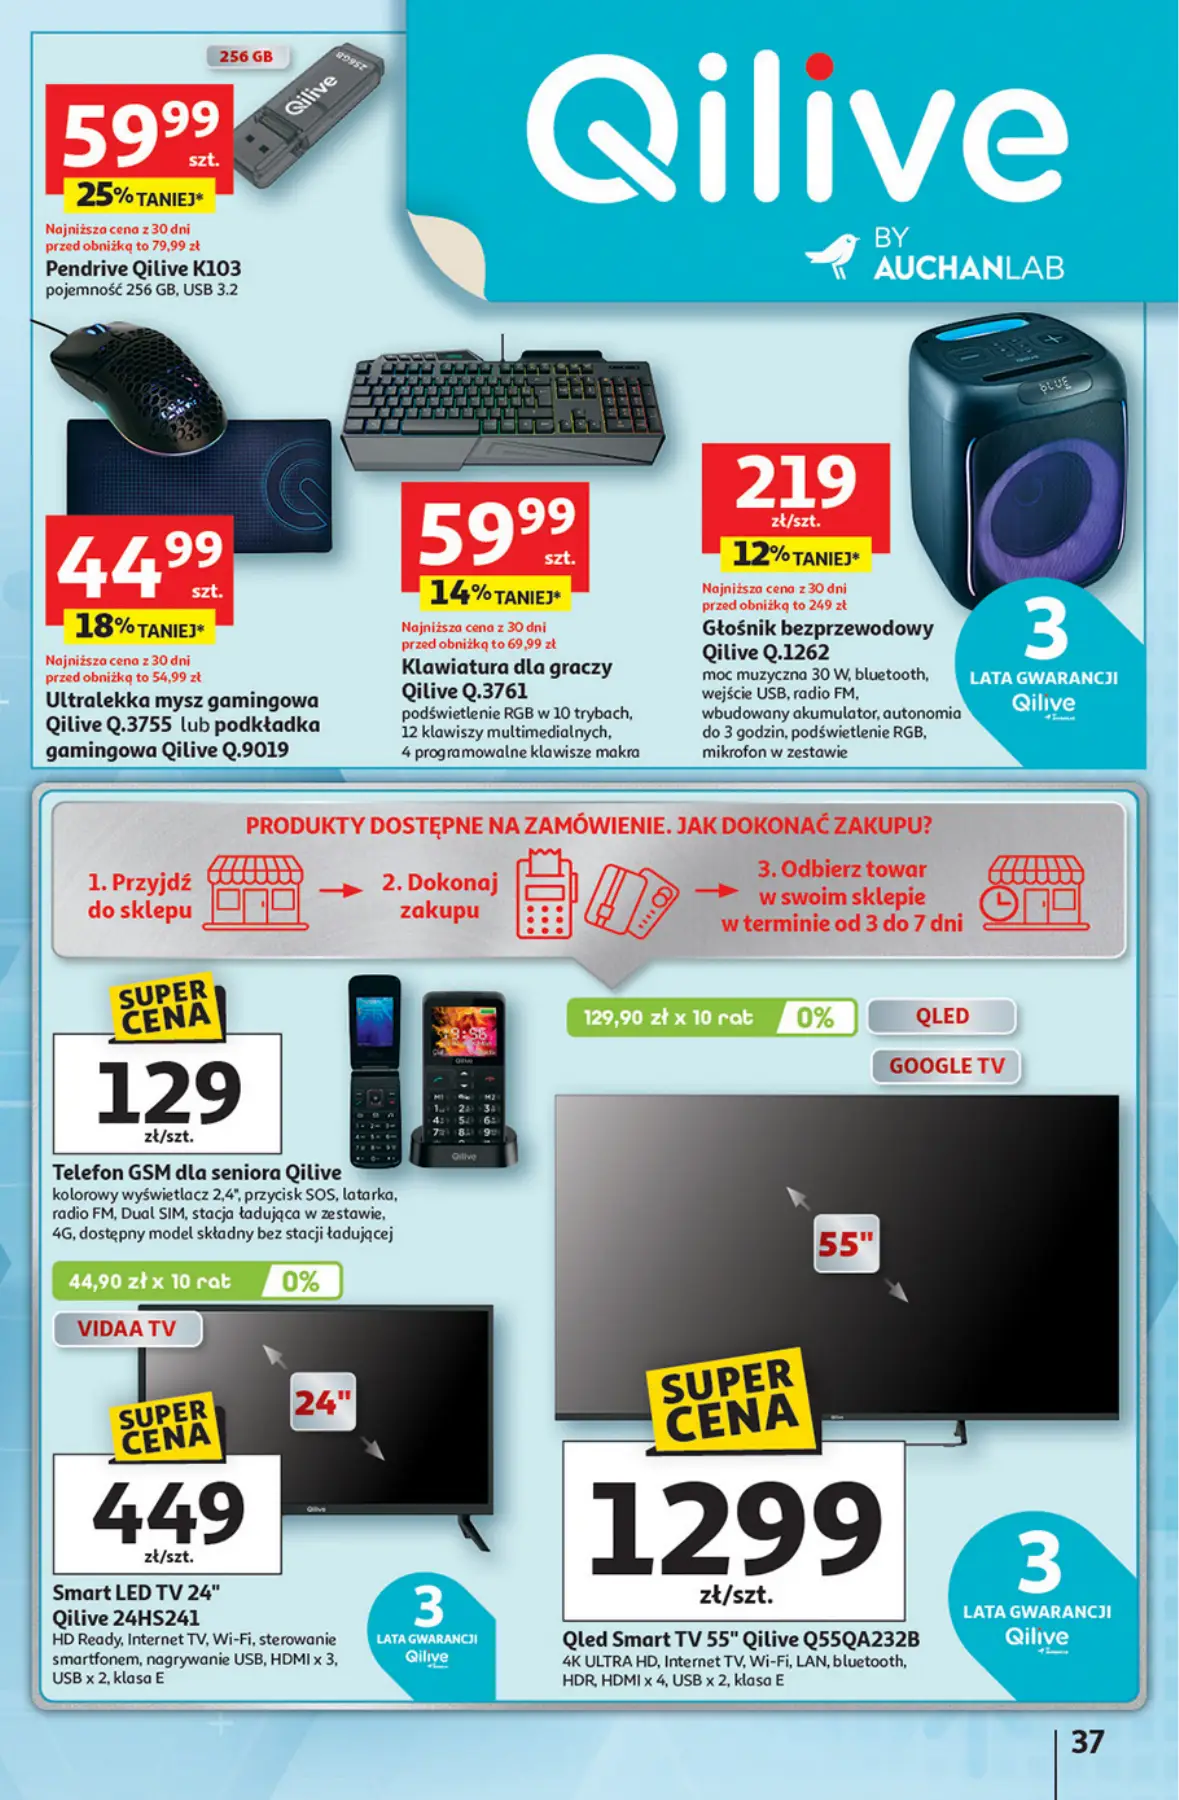 256 GB
256GB
Qilive
59 99
szt.
25% TANIEJ*
Najniższa cena z 30 dni
przed obniżką to 79,99 zł
Pendrive Qilive K103
pojemność 256 GB, USB 3.2
Qilive
BY
AUCHANLAB
44 99
szt.
18% TANIEJ*
Najniższa cena z 30 dni
przed obniżką to 54,99 zł
Ultralekka mysz gamingowa
Qilive Q.3755 lub podkładka
gamingowa Qilive Q.9019
59 99
szt.
14% TANIEJ*
Najniższa cena z 30 dni
przed obniżką to 69,99 zł
Klawiatura dla graczy
Qilive Q.3761
podświetlenie RGB w 10 trybach,
12 klawiszy multimedialnych,
4 programowalne klawisze makra
BLUE
219
zł/szt.
12% TANIEJ*
Najniższa cena z 30 dni
przed obniżką to 249 zł
Głośnik bezprzewodowy
Qilive Q.1262
moc muzyczna 30 W, bluetooth,
wejście USB, radio FM,
wbudowany akumulator, autonomia
do 3 godzin, podświetlenie RGB,
mikrofon w zestawie
3
LATA GWARANCJI
Qilive
PRODUKTY DOSTĘPNE NA ZAMÓWIENIE. JAK DOKONAĆ ZAKUPU?
1. Przyjdź
do sklepu
2. Dokonaj
zakupu
3. Odbierz towar
w swoim sklepie
w terminie od 3 do 7 dni
SUPER
CENA
129
zł/szt.
Telefon GSM dla seniora Qilive
kolorowy wyświetlacz 2,4", przycisk SOS, latarka,
radio FM, Dual SIM, stacja ładująca w zestawie,
4G, dostępny model składny bez stacji ładującej
44,90 zł x 10 rat 0%
VIDAA TV
24"
Qilive
SUPER
CENA
449
zł/szt.
Smart LED TV 24"
Qilive 24HS241
HD Ready, Internet TV, Wi-Fi, sterowanie
smartfonem, nagrywanie USB, HDMI x 3,
USB x 2, klasa E
3
LATA GWARANCJI
Qilive
129,90 zł x 10 rat 0%
QLED
GOOGLE TV
55"
SUPER
CENA
1299
zł/szt.
Qled Smart TV 55" Qilive Q55QA232B
4K ULTRA HD, Internet TV, Wi-Fi, LAN, bluetooth,
HDR, HDMI x 4, USB x 2, klasa E
3
LATA GWARANCJI
Qilive
37